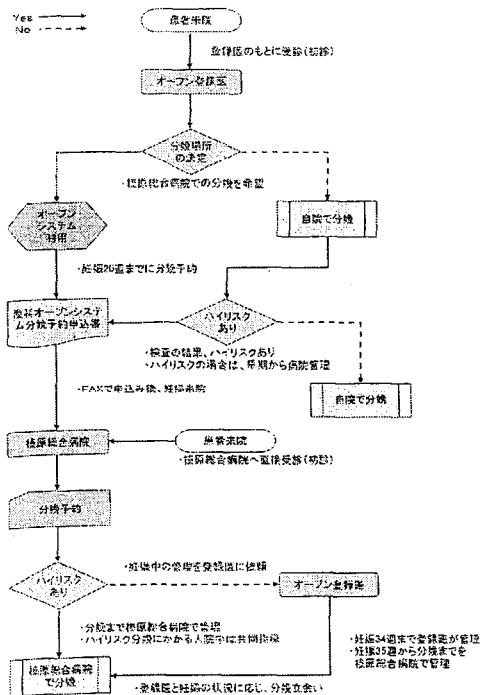 Yes
No
患者来院
登録医のもとに受診(初診)
オープン登録医
分娩場所
の決定
・榛原総合病院での分娩を希望
オープン
システム
利用
自院で分娩
・妊娠20週までに分娩予約
産科オープンシステ
ム分娩予約申込書
ハイリスク
あり
・検査の結果、ハイリスクあり
・ハイリスクの場合は、早期から病院管理
自院で分娩
・FAXで申込み後、妊婦来院
榛原総合病院
患者来院
・榛原総合病院へ直接受診(初診)
分娩予約
ハイリスク
あり
・妊娠中の管理を登録医に依頼
オープン登録医
・分娩まで榛原総合病院で管理
・ハイリスク分娩にかかる入院中は共同指導
・妊娠34週まで登録医が管理
・妊娠35週から分娩までを
榛原総合病院で管理
榛原総合病院
で分娩
・登録医と妊婦の状況に応じ、分娩立会い